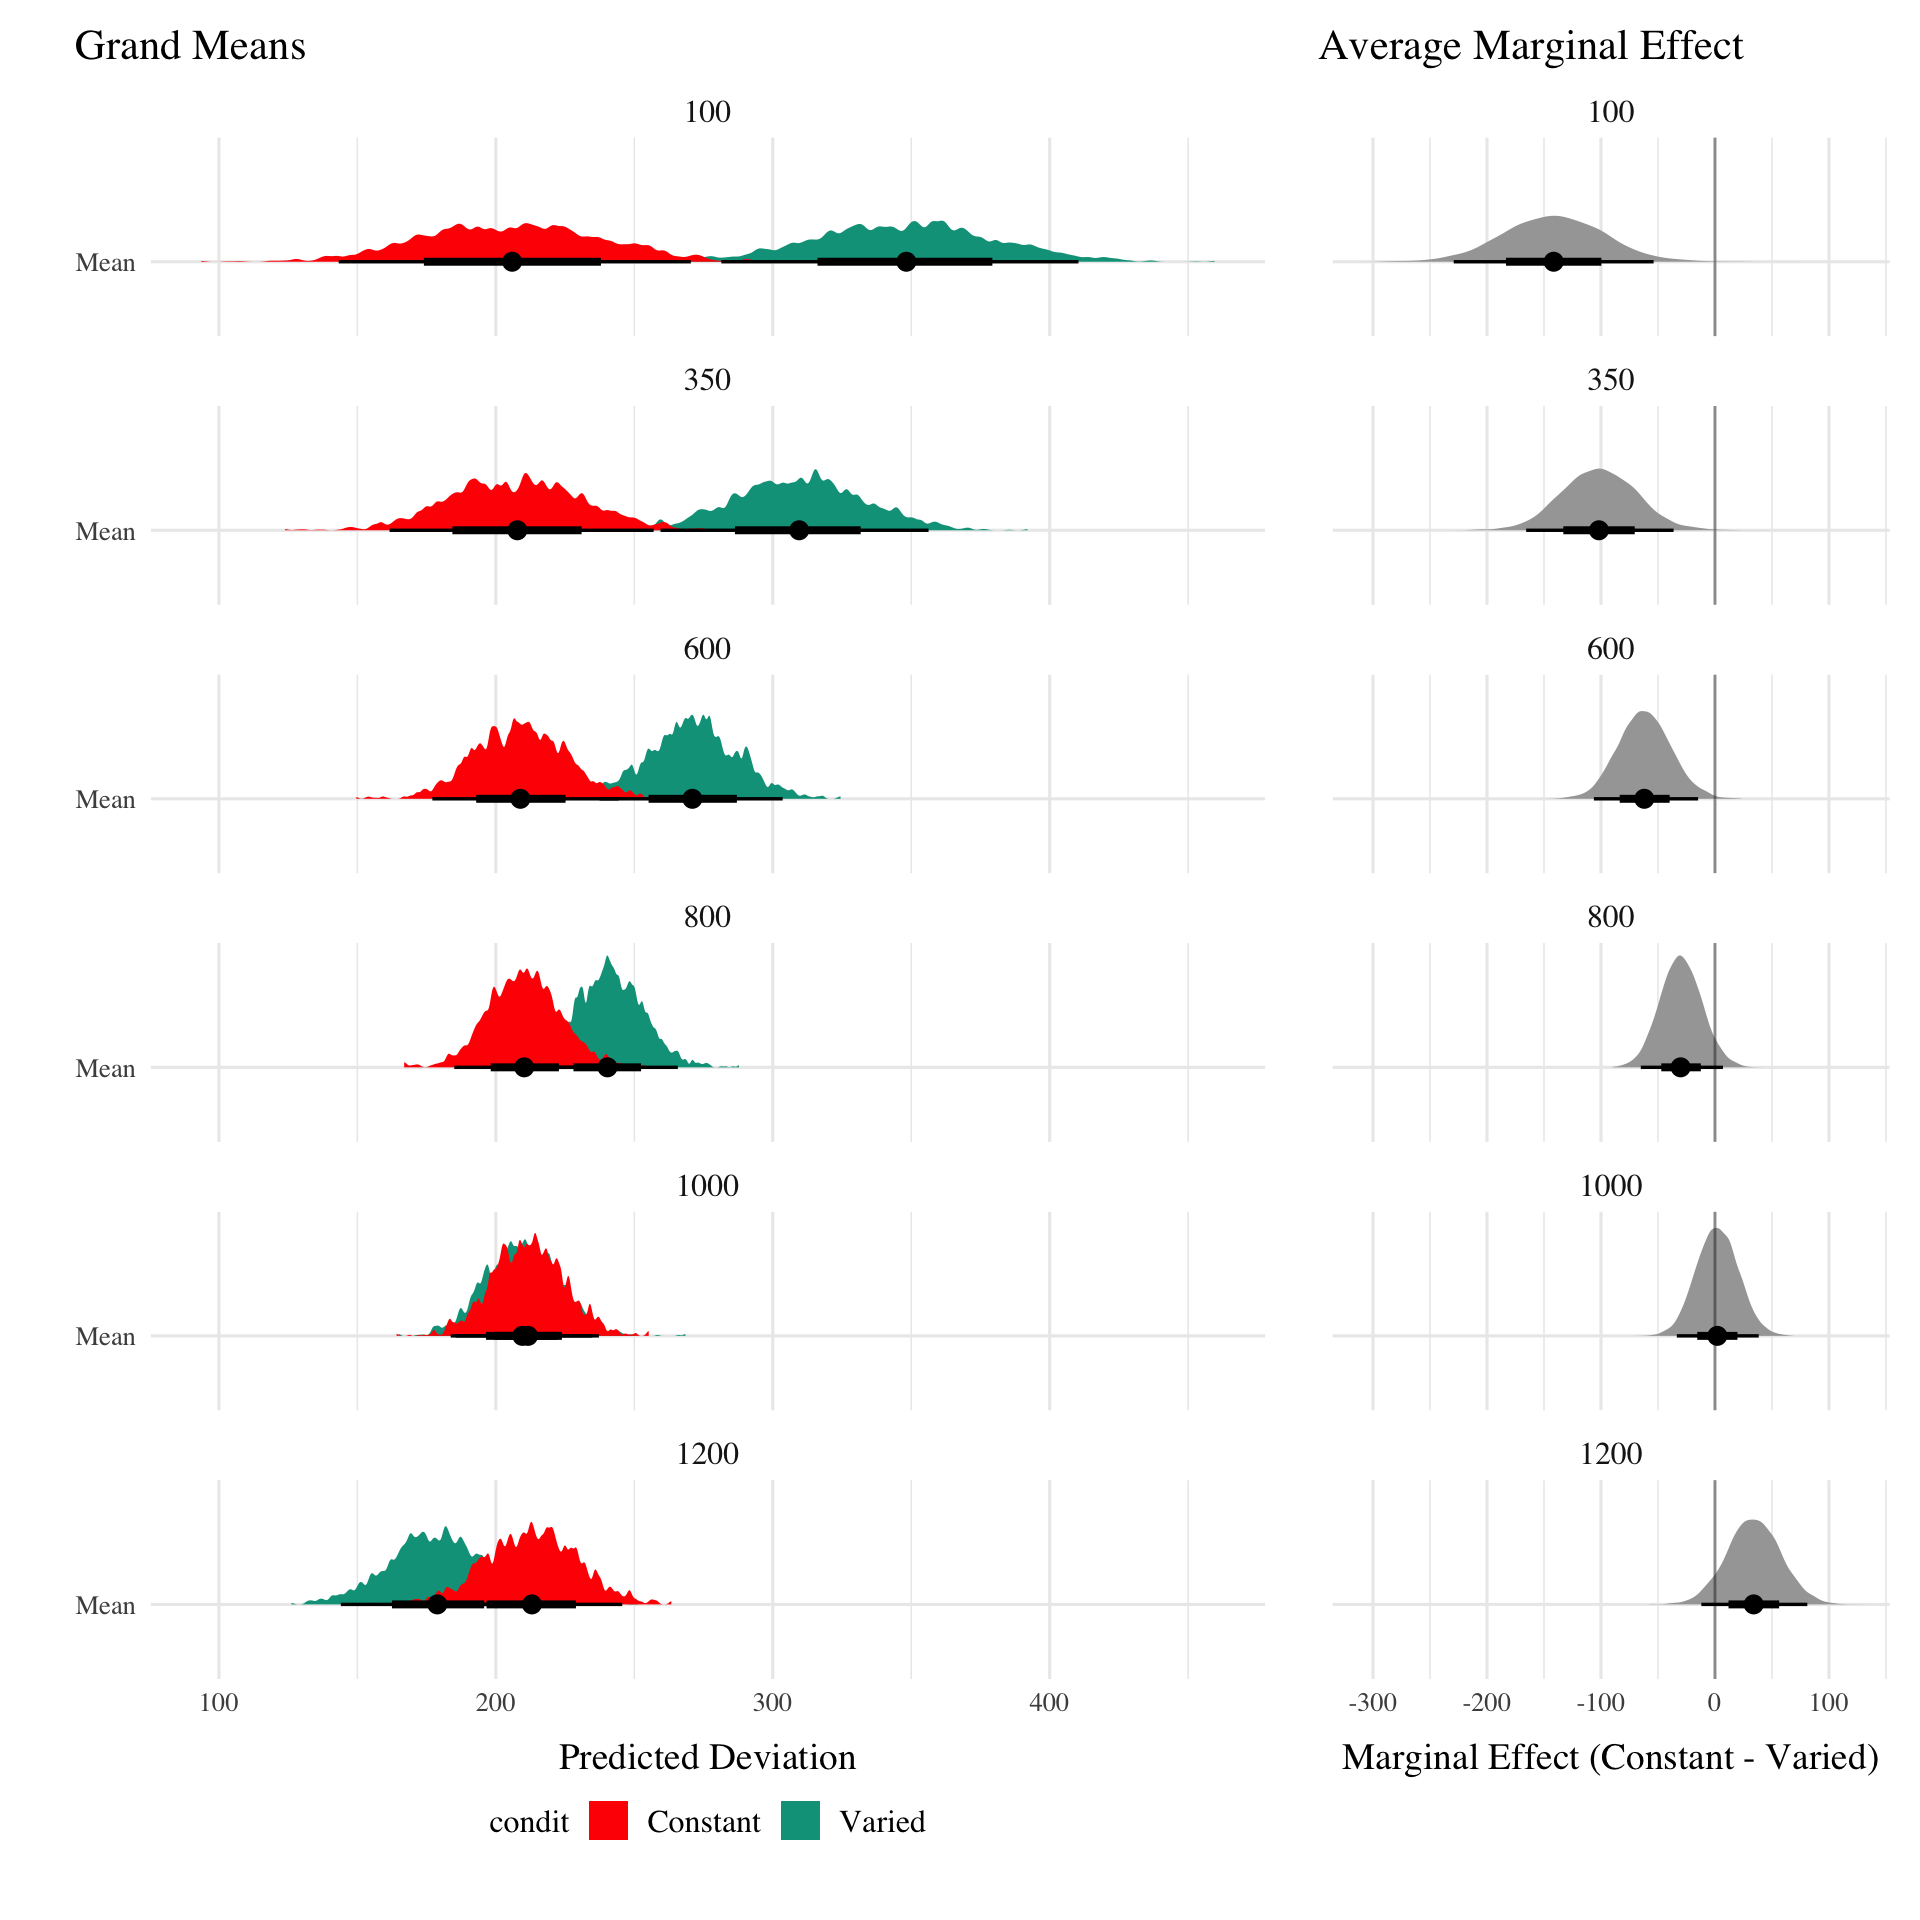 Grand Means
100
Mean
350
Mean
600
Mean
800
Mean
1000
Mean
1200
Mean
100 200 300 400
Predicted Deviation
condit Constant Varied
Average Marginal Effect
100
350
600
800
1000
1200
-300 -200 -100 0 100
Marginal Effect (Constant - Varied)